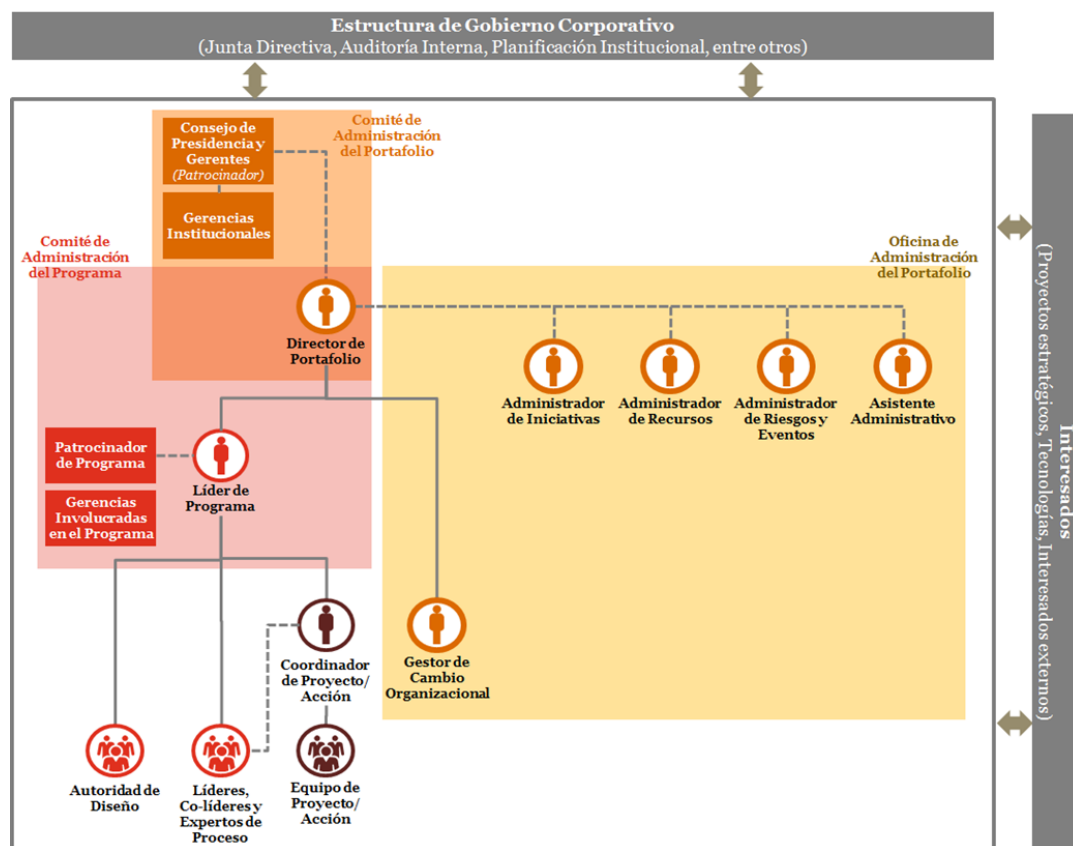 Estructura de Gobierno Corporativo
(Junta Directiva, Auditoría Interna, Planificación Institucional, entre otros)
Comité de
Administración
del Portafolio
Consejo de
Presidencia y
Gerentes
(Patrocinador)
Gerencias
Institucionales
Comité de
Administración
del Programa
Oficina de
Administración
del Portafolio
Director de
Portafolio
Administrador
de Iniciativas
Administrador
de Recursos
Administrador
de Riesgos y
Eventos
Asistente
Administrativo
Patrocinador
de Programa
Líder de
Programa
Gerencias
Involucradas
en el Programa
Coordinador
de Proyecto/
Acción
Gestor de
Cambio
Organizacional
Autoridad de
Diseño
Líderes,
Co-líderes y
Expertos de
Proceso
Equipo de
Proyecto/
Acción
Interesados
(Proyectos estratégicos, Tecnologías, Interesados externos)